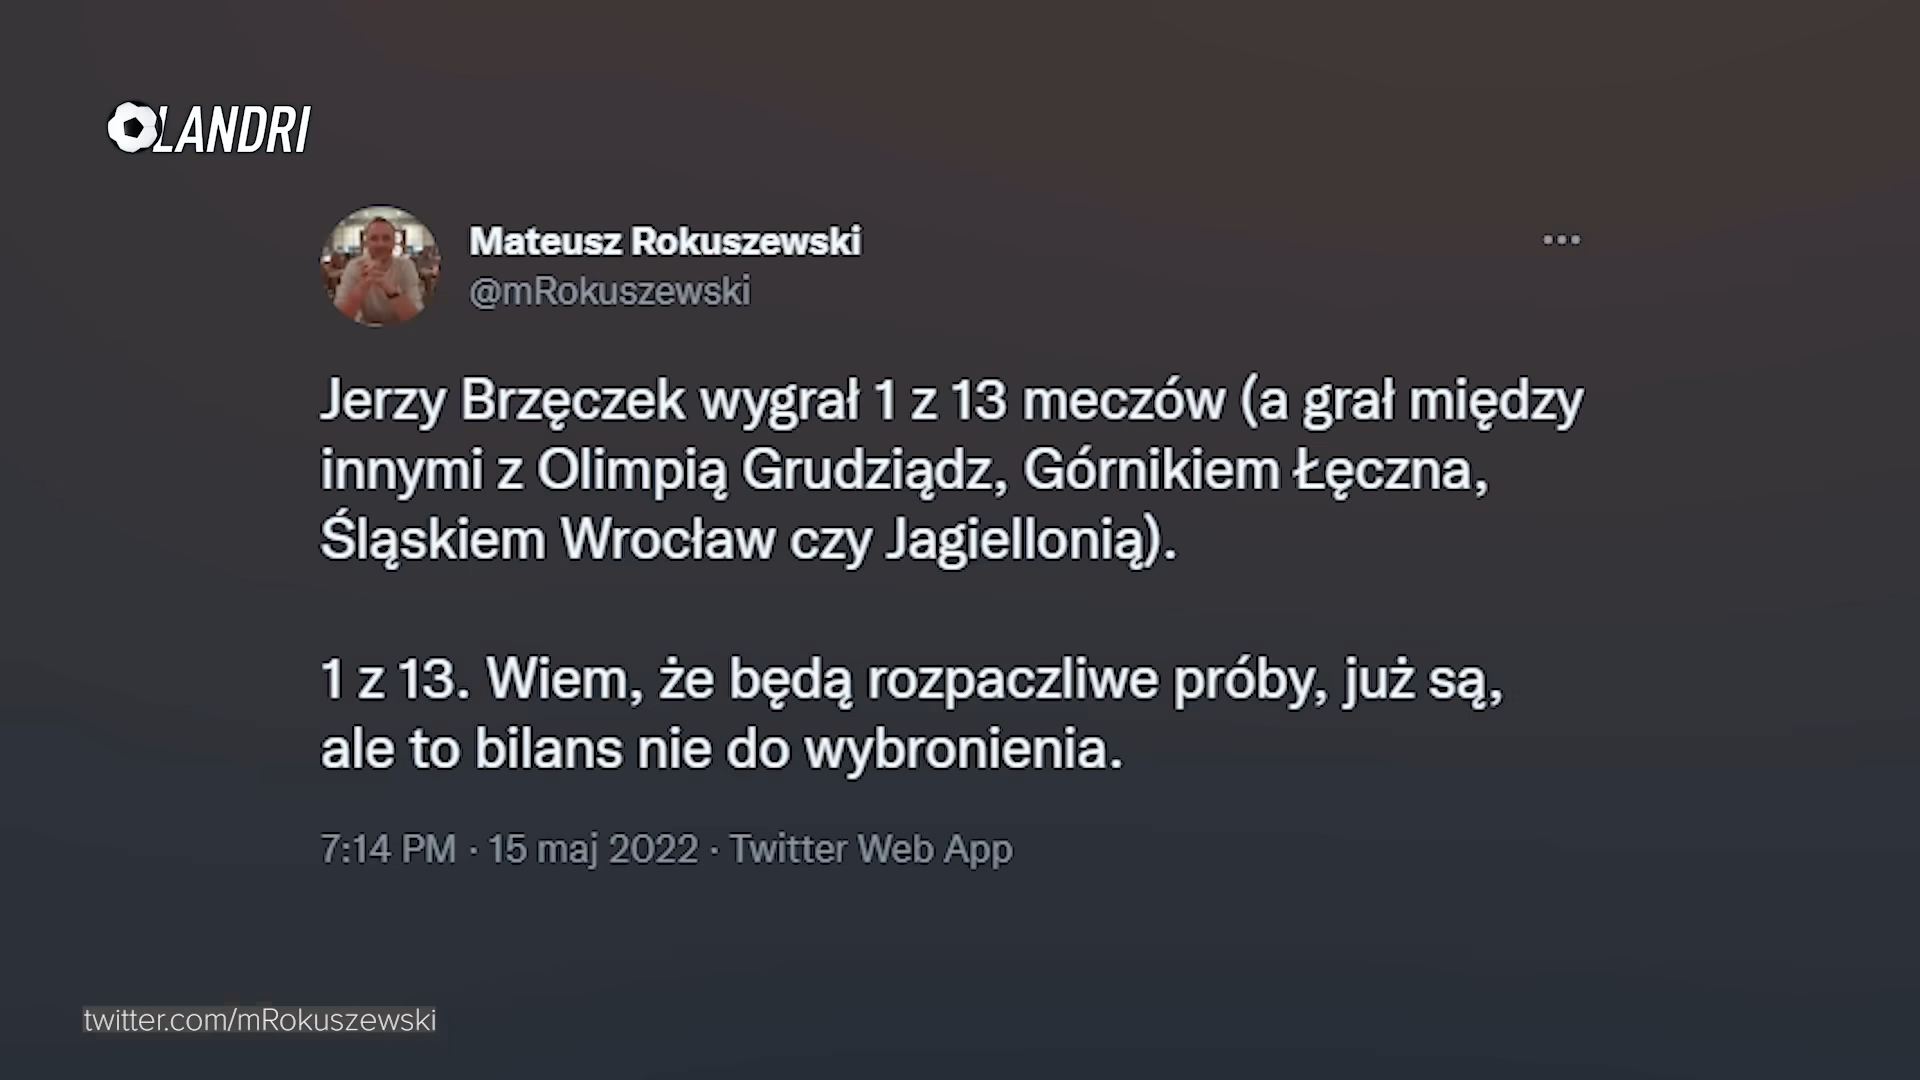 OLANDRI
Mateusz Rokuszewski
@mRokuszewski
Jerzy Brzęczek wygrał 1 z 13 meczów (a grał między
innymi z Olimpią Grudziądz, Górnikiem Łęczna,
Śląskiem Wrocław czy Jagiellonią).
1 z 13. Wiem, że będą rozpaczliwe próby, już są,
ale to bilans nie do wybronienia.
7:14 PM · 15 maj 2022 · Twitter Web App
twitter.com/mRokuszewski